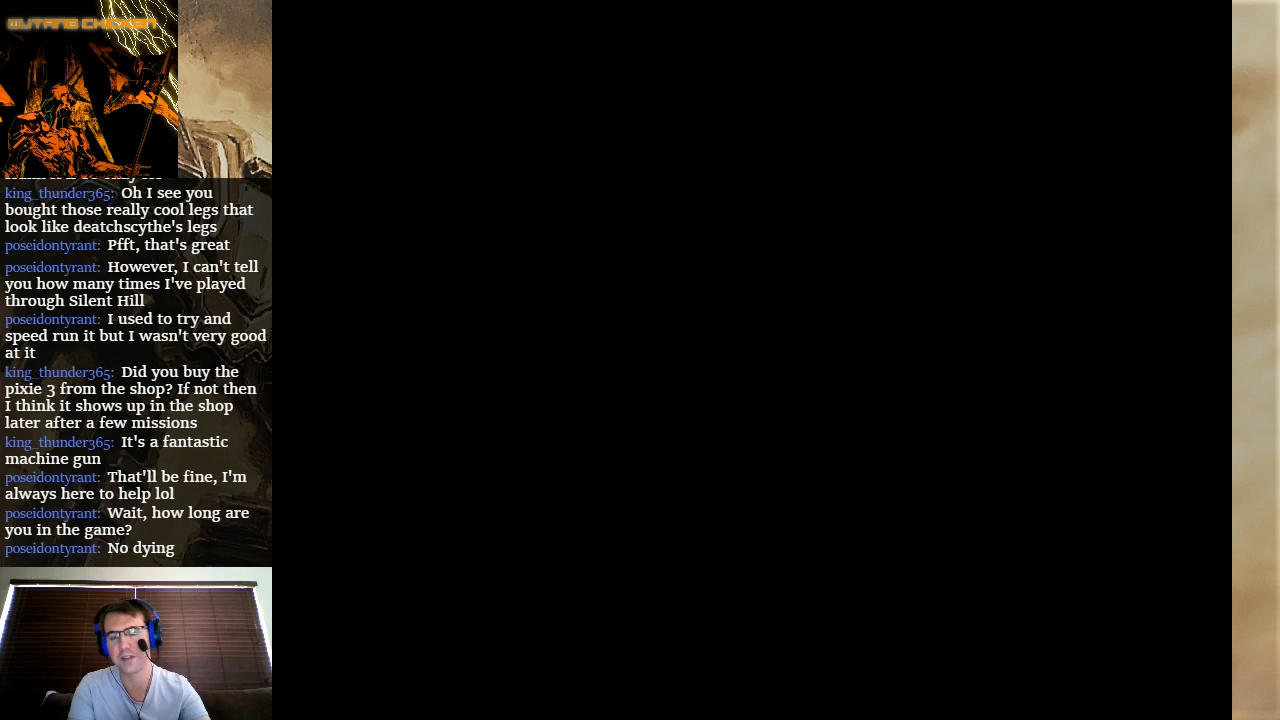 WUTANG CHICKEN
king_thunder365: Oh I see you
bought those really cool legs that
look like deatchscythe's legs
poseidontyrant: Pfft, that's great
poseidontyrant: However, I can't tell
you how many times I've played
through Silent Hill
poseidontyrant: I used to try and
speed run it but I wasn't very good
at it
king_thunder365: Did you buy the
pixie 3 from the shop? If not then
I think it shows up in the shop
later after a few missions
king_thunder365: It's a fantastic
machine gun
poseidontyrant: That'll be fine, I'm
always here to help lol
poseidontyrant: Wait, how long are
you in the game?
poseidontyrant: No dying